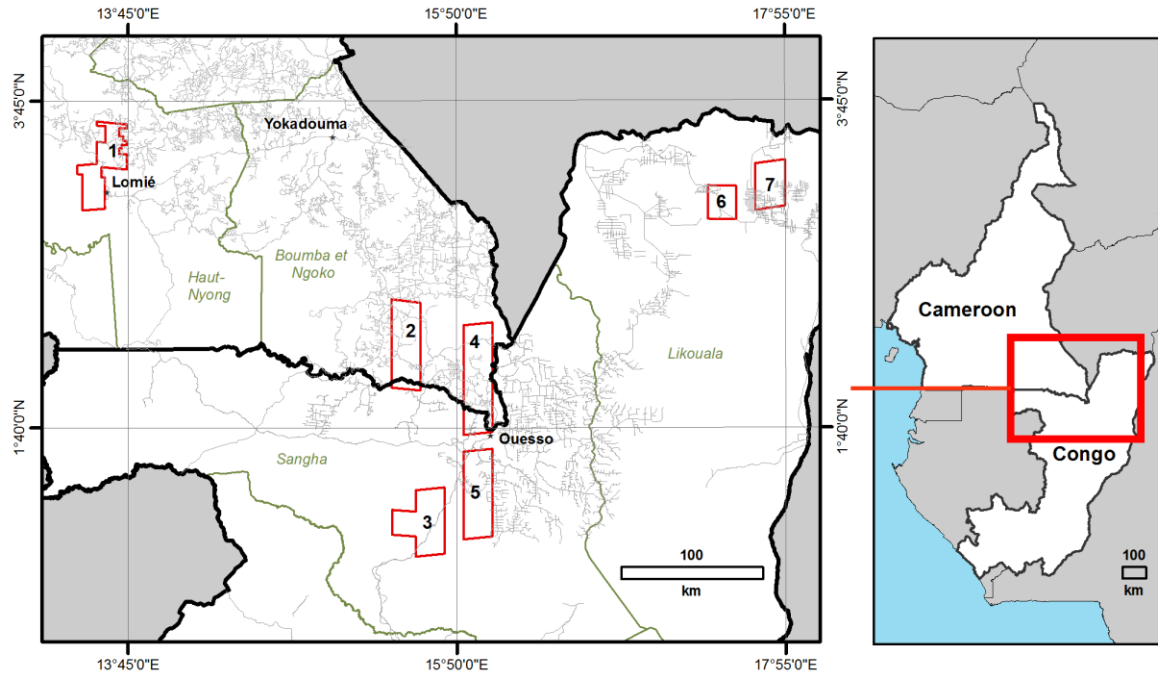 13°45'0"E
15°50'0"E
17°55'0"E
3°45'0"N
3°45'0"N
Yokadouma
1
Lomié
7
6
Boumba et
Ngoko
Haut-
Nyong
2
4
Likouala
1°40'0"N
1°40'0"N
Ouesso
Sangha
5
3
100
km
13°45'0"E
15°50'0"E
17°55'0"E
Cameroon
Congo
100
km